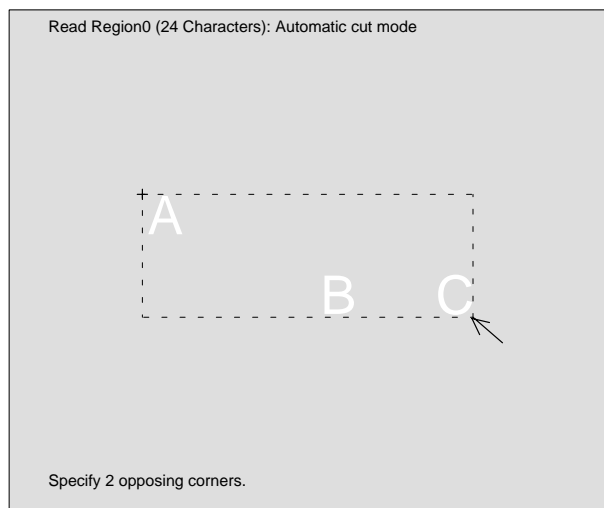 Read Region0 (24 Characters): Automatic cut mode
A
B C
Specify 2 opposing corners.